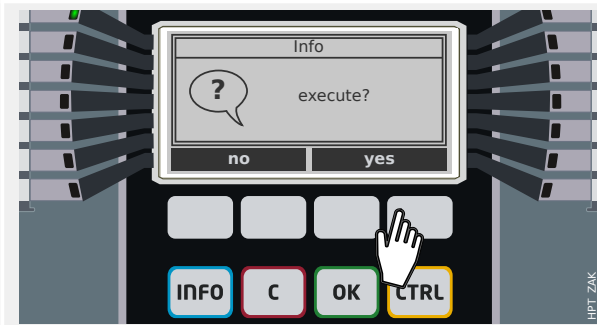 Info
?
execute?
no yes
INFO C OK CTRL
HPT ZAK